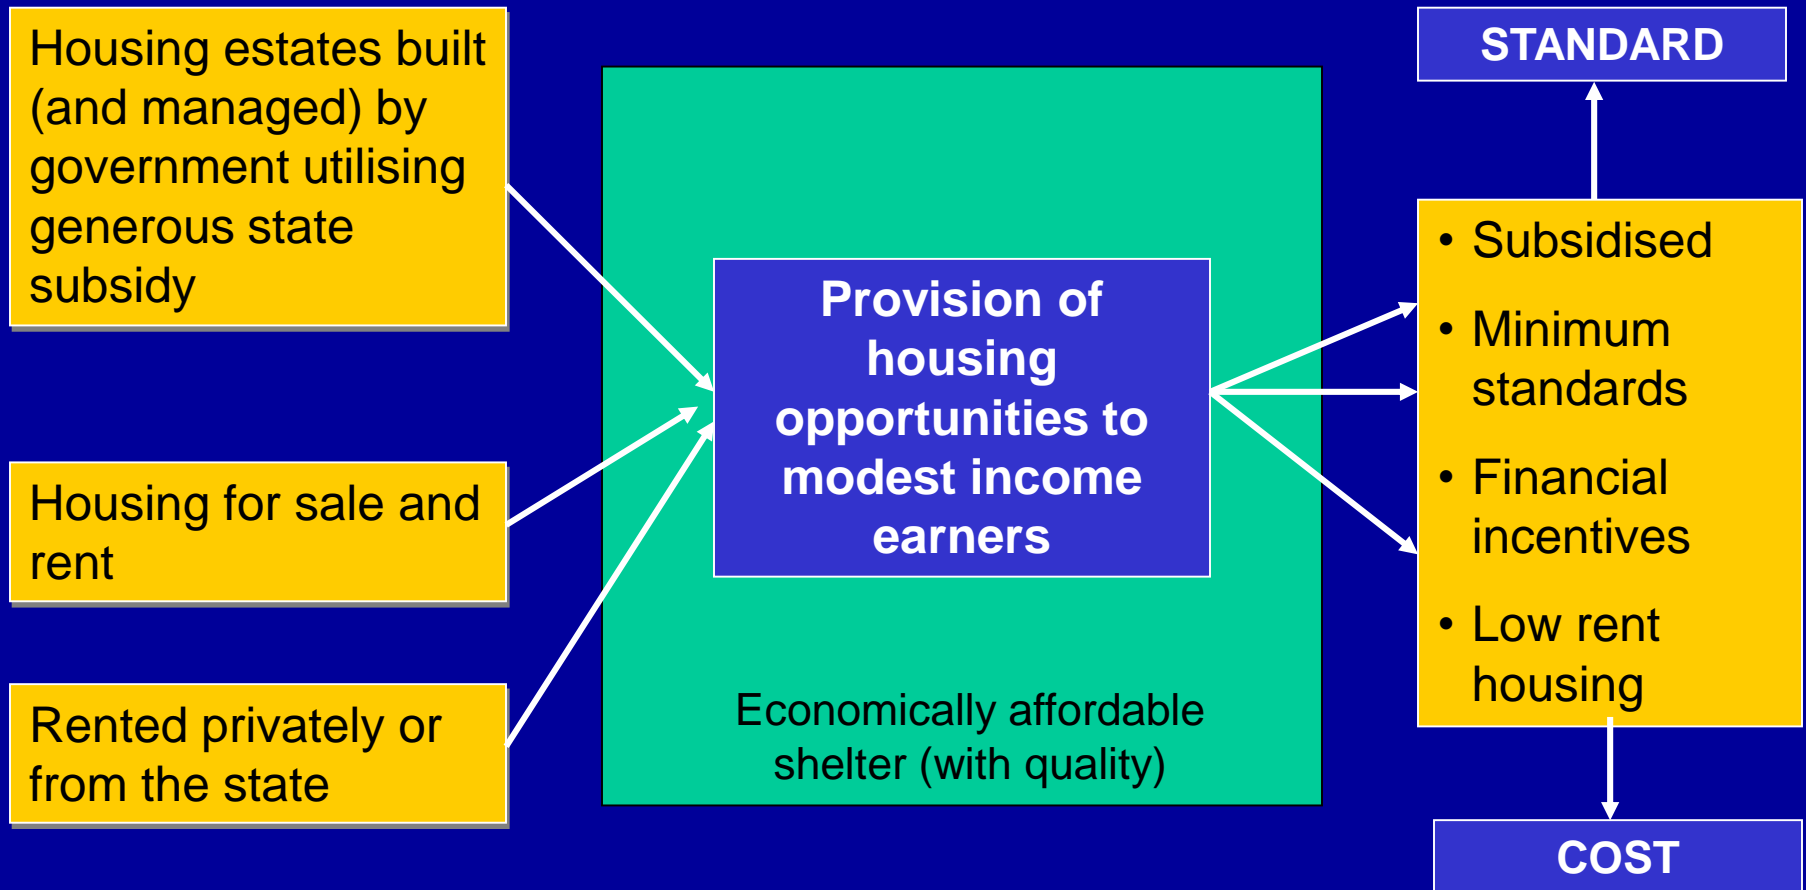 Housing estates built
(and managed) by
government utilising
generous state
subsidy
Housing for sale and
rent
Rented privately or
from the state
Provision of
housing
opportunities to
modest income
earners
Economically affordable
shelter (with quality)
STANDARD
• Subsidised
• Minimum
standards
• Financial
incentives
• Low rent
housing
COST